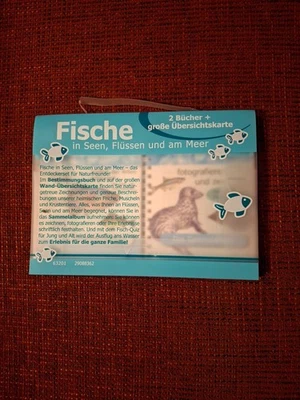 2 Bücher +
große Übersichtskarte
Fische
in Seen, Flüssen und am Meer
Fische in Seen, Flüssen und am Meer – das
Entdeckerset für Naturfreunde!
Im Bestimmungsbuch und auf der großen
Wand-Übersichtskarte finden Sie natur-
getreue Zeichnungen und genaue Beschrei-
bungen unserer heimischen Fische, Muscheln
und Krustentiere. Alles, was Ihnen an Flüssen,
Seen und am Meer begegnet, können Sie in
das Sammelalbum aufnehmen: Sie können
es zeichnen, fotografieren oder Ihre Erlebnisse
schriftlich festhalten. Und mit dem Fisch-Quiz
für Jung und Alt wird der Ausflug ans Wasser
zum Erlebnis für die ganze Familie!